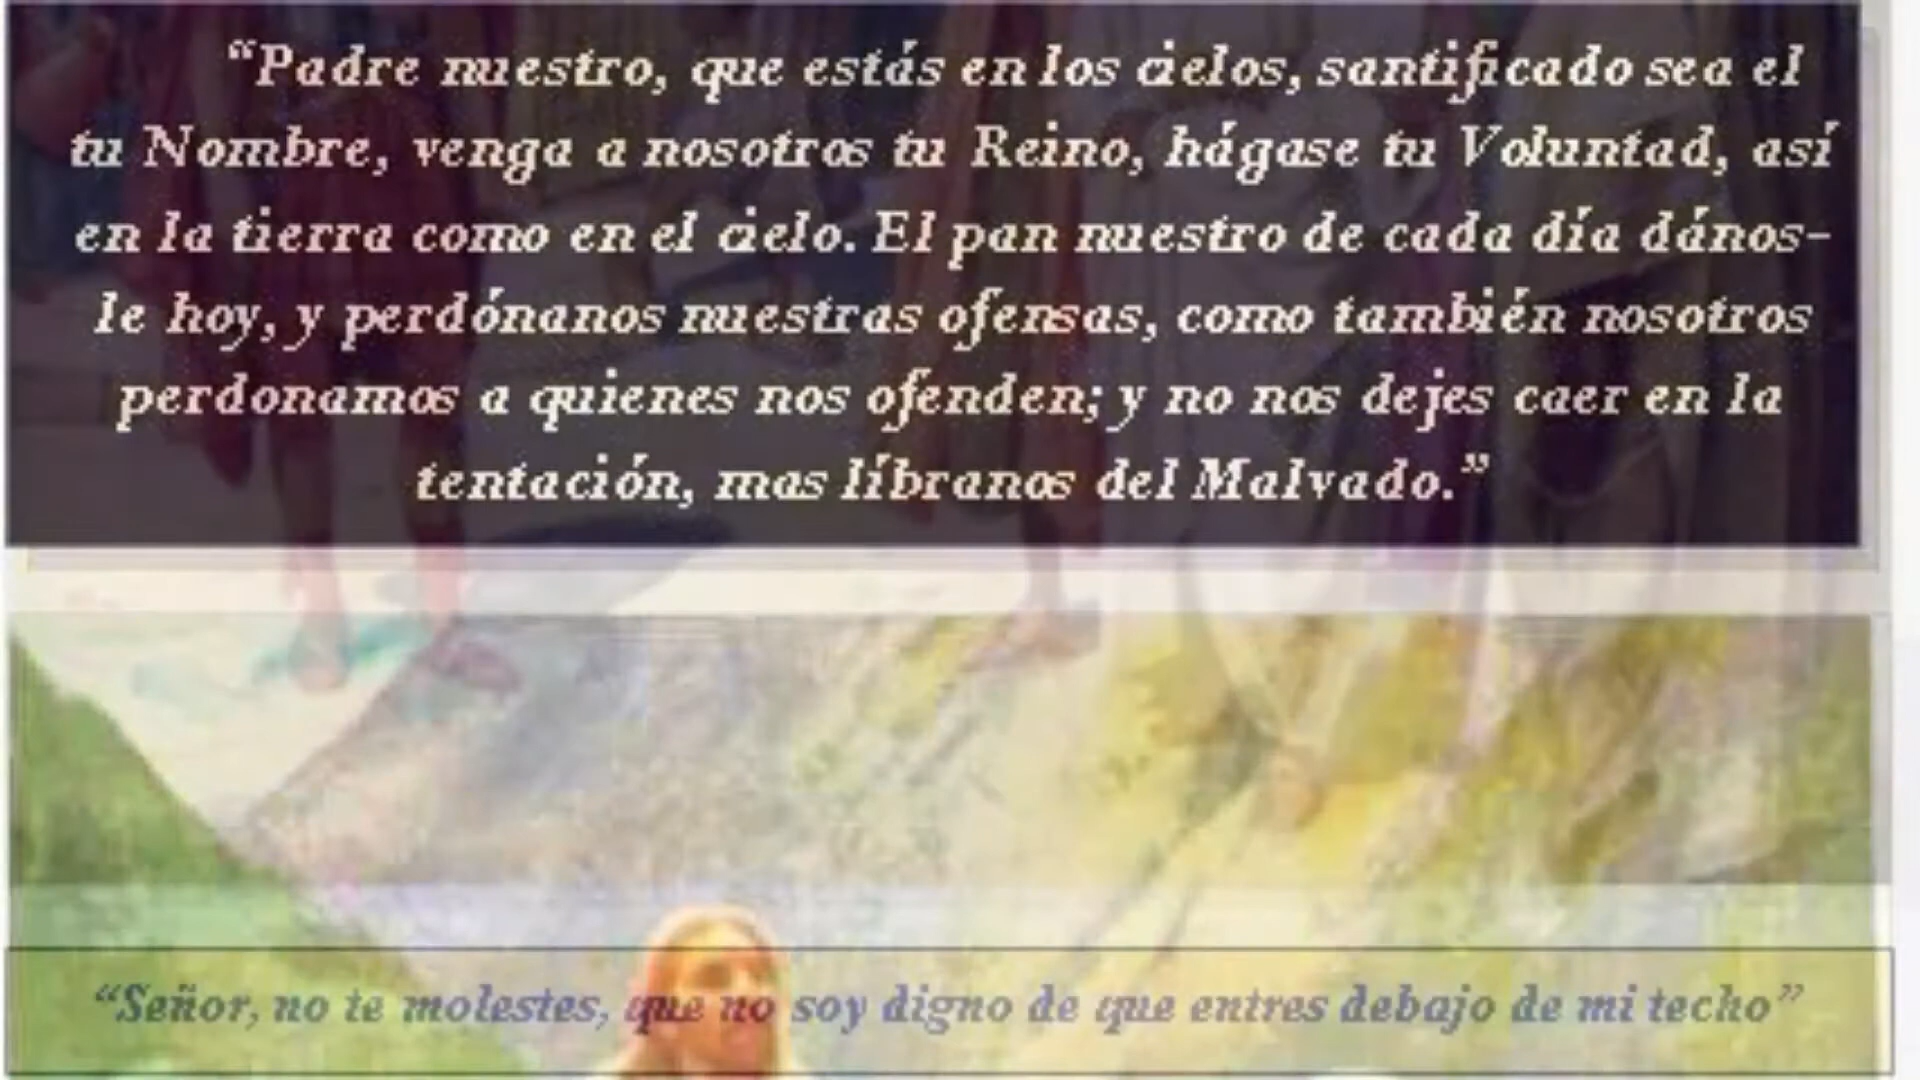 “Padre nuestro, que estás en los cielos, santificado sea el
tu Nombre, venga a nosotros tu Reino, hágase tu Voluntad, así
en la tierra como en el cielo. El pan nuestro de cada día dános-
le hoy, y perdónanos nuestras ofensas, como también nosotros
perdonamos a quienes nos ofenden; y no nos dejes caer en la
tentación, mas líbranos del Malvado.”
“Señor, no te molestes, que no soy digno de que entres debajo de mi techo”